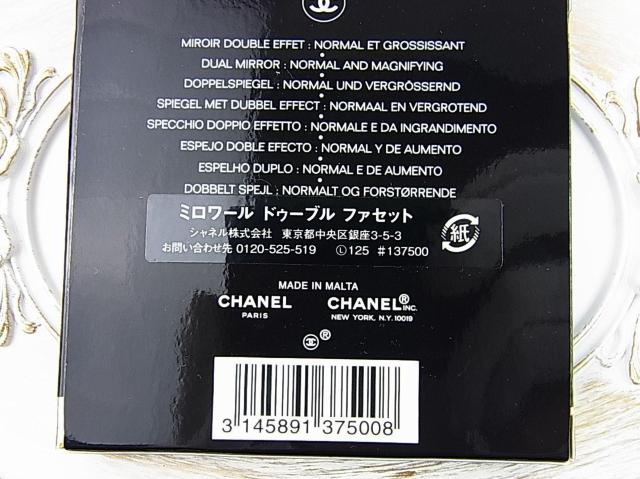 MIROIR DOUBLE EFFET : NORMAL ET GROSSISSANT
DUAL MIRROR : NORMAL AND MAGNIFYING
DOPPELSPIEGEL : NORMAL UND VERGRÖSSERND
SPIEGEL MET DUBBEL EFFECT : NORMAAL EN VERGROTEND
SPECCHIO DOPPIO EFFETTO : NORMALE E DA INGRANDIMENTO
ESPEJO DOBLE EFECTO : NORMAL Y DE AUMENTO
ESPELHO DUPLO : NORMAL E DE AUMENTO
DOBBELT SPEJL : NORMALT OG FORSTØRRENDE
ミロワール ドゥーブル ファセット
シャネル株式会社 東京都中央区銀座3-5-3
お問い合わせ先 0120-525-519 Ⓛ125 #137500
紙
MADE IN MALTA
CHANEL CHANEL® INC.
PARIS NEW YORK, N.Y. 10019
®
3 145891 375008